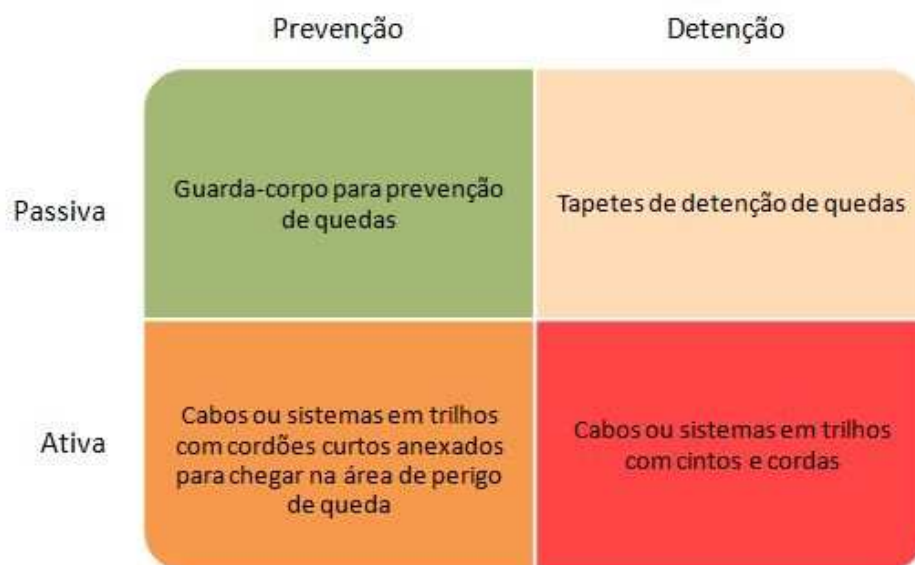 Prevenção
Detenção
Passiva
Guarda-corpo para prevenção
de quedas
Tapetes de detenção de quedas
Ativa
Cabos ou sistemas em trilhos
com cordões curtos anexados
para chegar na área de perigo
de queda
Cabos ou sistemas em trilhos
com cintos e cordas